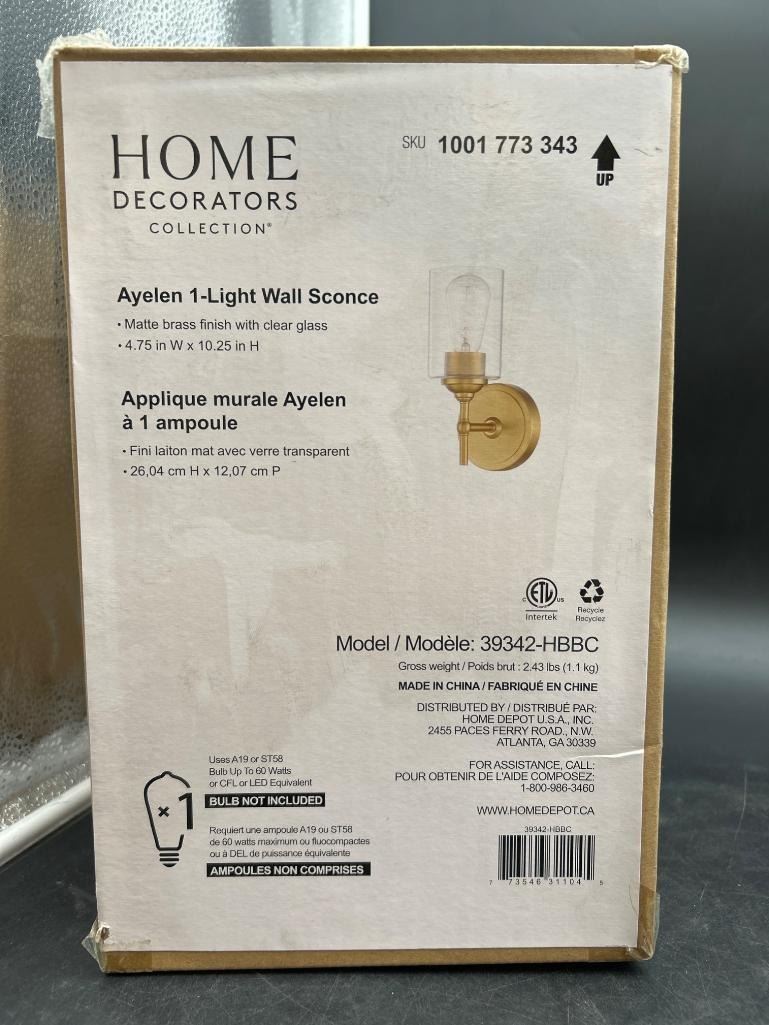 HOME
DECORATORS
COLLECTION®
SKU 1001 773 343
UP
Ayelen 1-Light Wall Sconce
• Matte brass finish with clear glass
• 4.75 in W x 10.25 in H
Applique murale Ayelen
à 1 ampoule
• Fini laiton mat avec verre transparent
• 26,04 cm H x 12,07 cm P
C ETL US
Intertek
Recycle
Recyclez
Model / Modèle: 39342-HBBC
Gross weight / Poids brut : 2.43 lbs (1.1 kg)
MADE IN CHINA / FABRIQUÉ EN CHINE
DISTRIBUTED BY / DISTRIBUÉ PAR:
HOME DEPOT U.S.A., INC.
2455 PACES FERRY ROAD., N.W.
ATLANTA, GA 30339
FOR ASSISTANCE, CALL:
POUR OBTENIR DE L'AIDE COMPOSEZ:
1-800-986-3460
WWW.HOMEDEPOT.CA
39342-HBBC
7 73546 31104 5
x 1
Uses A19 or ST58
Bulb Up To 60 Watts
or CFL or LED Equivalent
BULB NOT INCLUDED
Requiert une ampoule A19 ou ST58
de 60 watts maximum ou fluocompactes
ou à DEL de puissance équivalente
AMPOULES NON COMPRISES